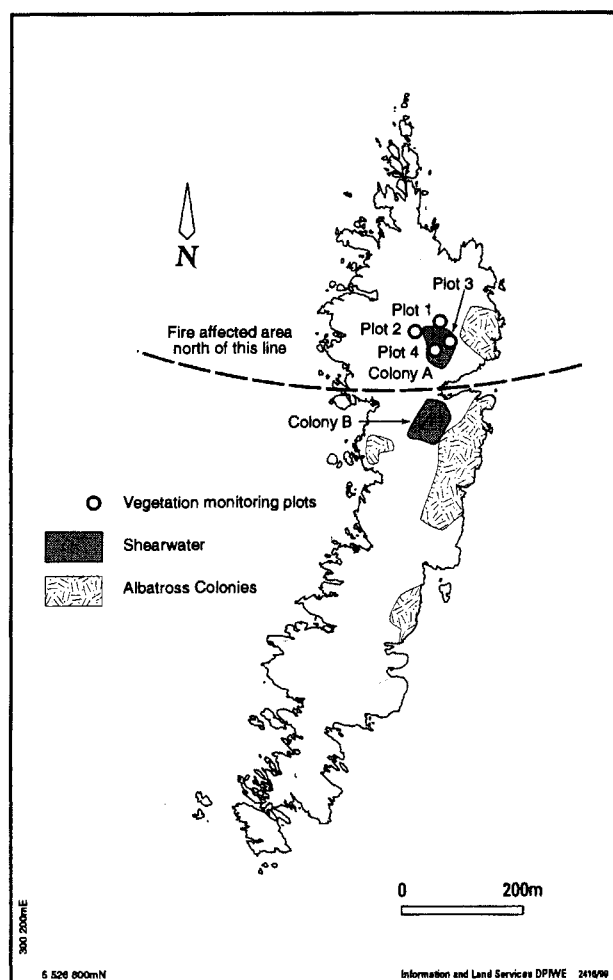 N
Plot 3
Plot 1
Plot 2
Fire affected area
north of this line
Plot 4
Colony A
Colony B
Vegetation monitoring plots
Shearwater
Albatross Colonies
0 200m
300 200mE
5 526 800mN
Information and Land Services DPIWE